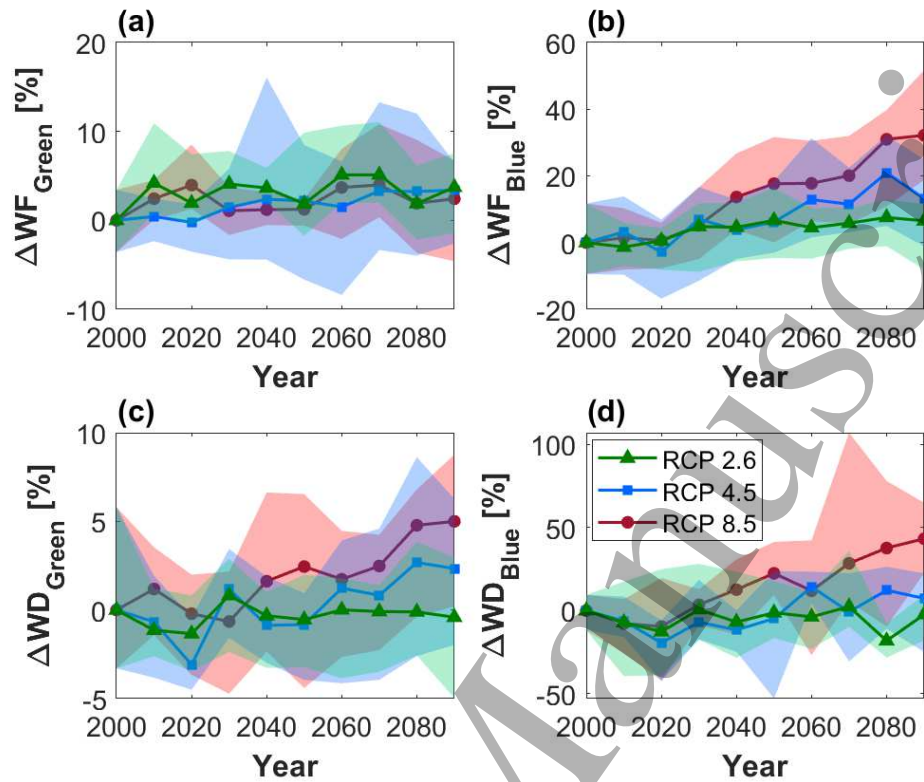 (a)
20
10
0
-10
ΔWF_Green [%]
2000 2020 2040 2060 2080
Year
(b)
60
40
20
0
-20
ΔWF_Blue [%]
2000 2020 2040 2060 2080
Year
(c)
10
5
0
-5
ΔWD_Green [%]
2000 2020 2040 2060 2080
Year
(d)
100
50
0
-50
ΔWD_Blue [%]
RCP 2.6
RCP 4.5
RCP 8.5
2000 2020 2040 2060 2080
Year
Manuscri